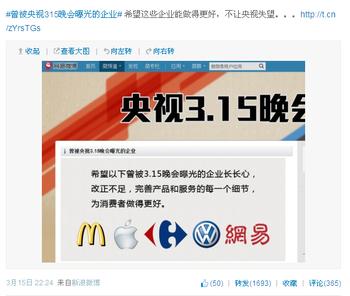 #曾被央视315晚会曝光的企业# 希望这些企业能做得更好，不让央视失望。。。http://t.cn
/zYrsTGs
收起 | 查看大图 向左转 向右转
新浪微博
央视3.15晚会
曾被央视3.15晚会曝光的企业
希望以下曾被3.15晚会曝光的企业长长心，
改正不足，完善产品和服务的每一个细节，
为消费者做得更好。
網易
3月15日 22:24 来自新浪微博
(50) | 转发(1693) | 收藏 | 评论(365)